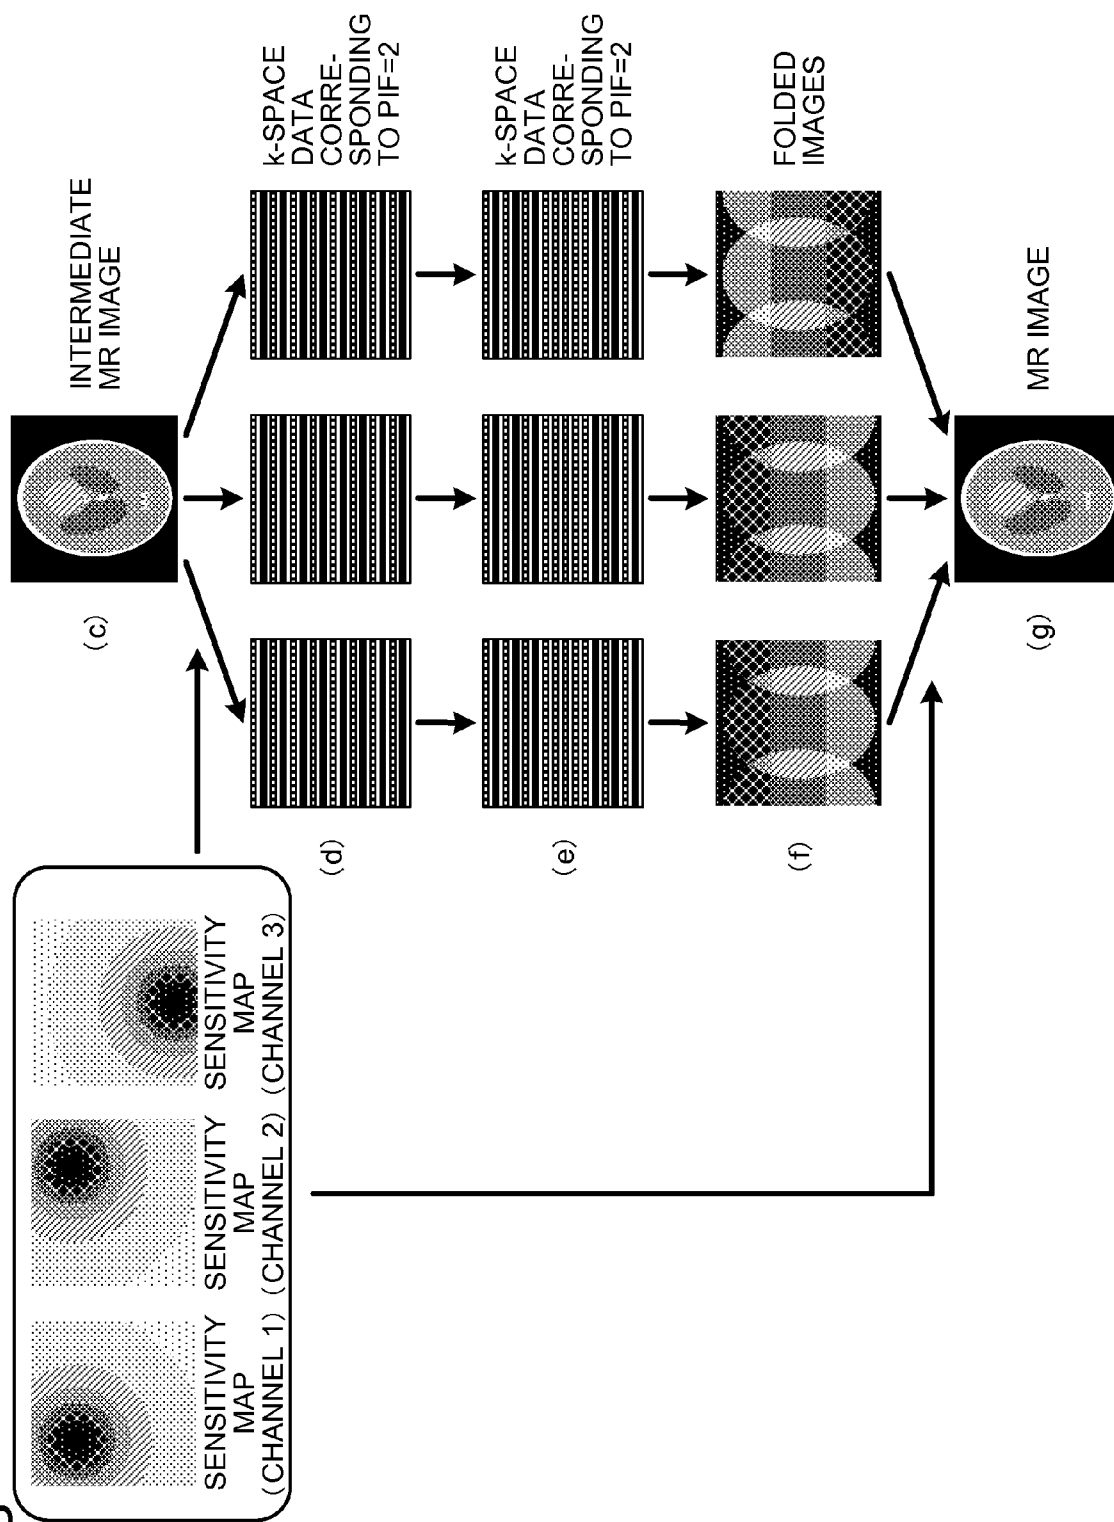 (c)
INTERMEDIATE
MR IMAGE
SENSITIVITY
MAP
(CHANNEL 1)
SENSITIVITY
MAP
(CHANNEL 2)
SENSITIVITY
MAP
(CHANNEL 3)
(d)
k-SPACE
DATA
CORRE-
SPONDING
TO PIF=2
(e)
k-SPACE
DATA
CORRE-
SPONDING
TO PIF=2
(f)
FOLDED
IMAGES
(g)
MR IMAGE